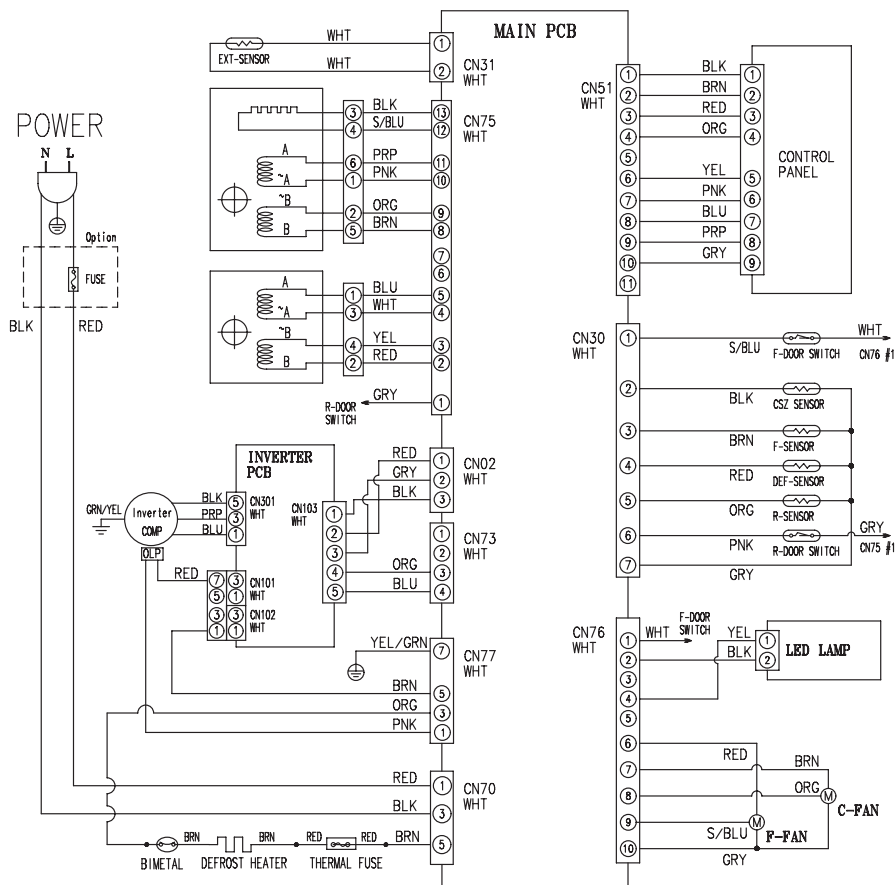 MAIN PCB
POWER
N L
Option
FUSE
BLK RED
EXT-SENSOR
WHT
WHT
1
2
CN31
WHT
3 BLK 13
4 S/BLU 12
CN75
WHT
A
6 PRP 11
~A
1 PNK 10
~B
2 ORG 9
B
5 BRN 8
7
6
A
1 BLU 5
~A
3 WHT 4
~B
4 YEL 3
B
2 RED 2
GRY 1
R-DOOR
SWITCH
INVERTER
PCB
GRN/YEL
Inverter
COMP
OLP
BLK 5
PRP 3
BLU 1
CN301
WHT
RED 7 3
5 1
CN101
WHT
3 3
1 1
CN102
WHT
CN103
WHT
1
2
3
4
5
RED 1
GRY 2
BLK 3
CN02
WHT
1
2
ORG 3
BLU 4
CN73
WHT
YEL/GRN 7
BRN 5
ORG 3
PNK 1
CN77
WHT
RED 1
BLK 3
BRN 5
CN70
WHT
BRN BRN RED RED
BIMETAL DEFROST HEATER THERMAL FUSE
CN51
WHT
1 BLK 1
2 BRN 2
3 RED 3
4 ORG 4
5
6 YEL 5
7 PNK 6
8 BLU 7
9 PRP 8
10 GRY 9
11
CONTROL
PANEL
CN30
WHT
1 S/BLU F-DOOR SWITCH WHT
CN76 #1
2 BLK CSZ SENSOR
3 BRN F-SENSOR
4 RED DEF-SENSOR
5 ORG R-SENSOR
6 PNK R-DOOR SWITCH GRY
CN75 #1
7 GRY
CN76
WHT
1 WHT
F-DOOR
SWITCH
2
3
4
5
6
7
8
9
10
YEL 1
BLK 2
LED LAMP
RED
BRN
ORG
M
C-FAN
M
S/BLU
F-FAN
GRY